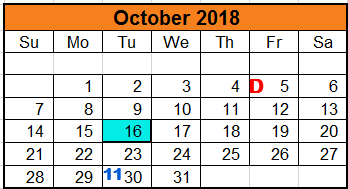 October 2018
Su Mo Tu We Th Fr Sa
1 2 3 4 D 5 6
7 8 9 10 11 12 13
14 15 16 17 18 19 20
21 22 23 24 25 26 27
28 29 11 30 31